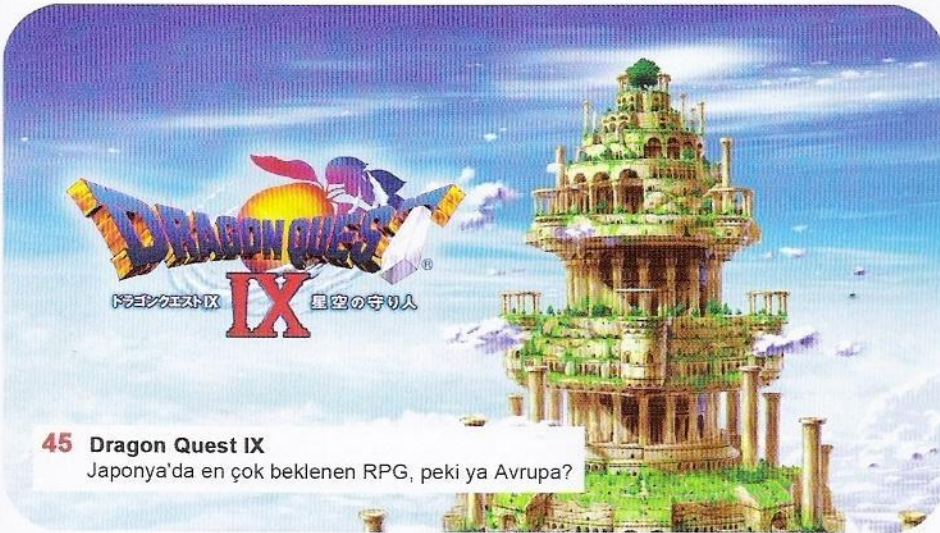 DRAGON QUEST
®
ドラゴンクエストIX IX 星空の守り人
45 Dragon Quest IX
Japonya'da en çok beklenen RPG, peki ya Avrupa?